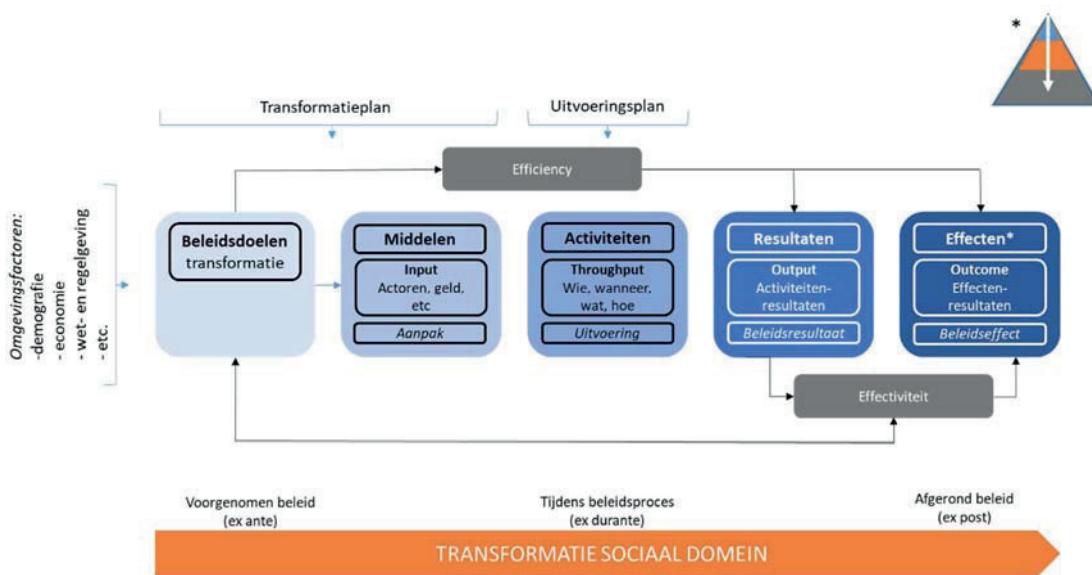 *
Transformatieplan
Uitvoeringsplan
Efficiency
Omgevingsfactoren:
-demografie
- economie
- wet- en regelgeving
- etc.
Beleidsdoelen
transformatie
Middelen
Input
Actoren, geld,
etc
Aanpak
Activiteiten
Throughput
Wie, wanneer,
wat, hoe
Uitvoering
Resultaten
Output
Activiteiten-
resultaten
Beleidsresultaat
Effecten*
Outcome
Effecten-
resultaten
Beleidseffect
Effectiviteit
Voorgenomen beleid
(ex ante)
Tijdens beleidsproces
(ex durante)
Afgerond beleid
(ex post)
TRANSFORMATIE SOCIAAL DOMEIN